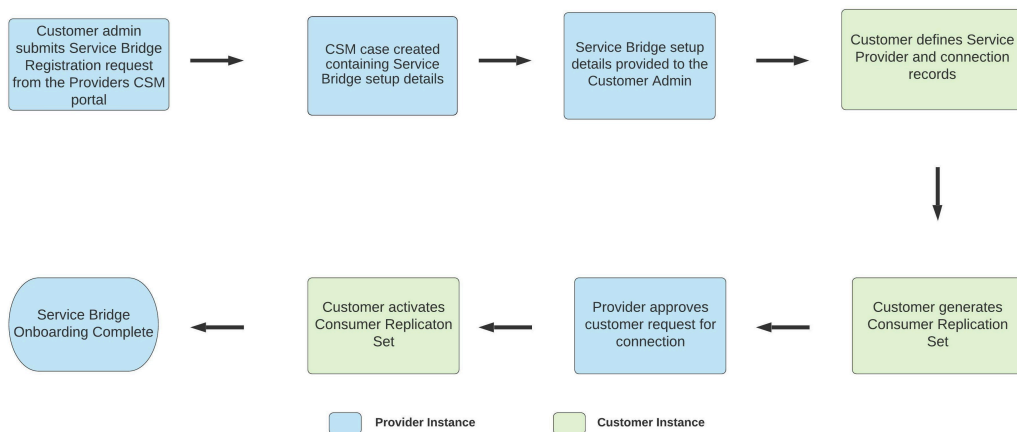 Customer admin
submits Service Bridge
Registration request
from the Providers CSM
portal
CSM case created
containing Service
Bridge setup details
Service Bridge setup
details provided to the
Customer Admin
Customer defines Service
Provider and connection
records
Customer generates
Consumer Replication
Set
Provider approves
customer request for
connection
Customer activates
Consumer Replicaton
Set
Service Bridge
Onboarding Complete
Provider Instance
Customer Instance